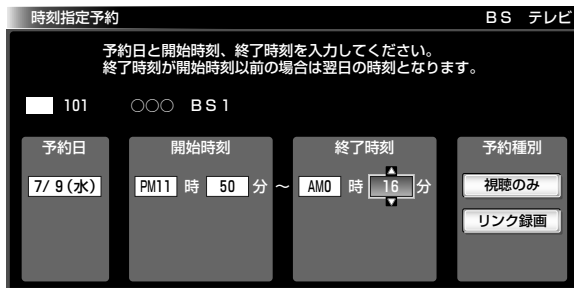 時刻指定予約 BS テレビ
予約日と開始時刻、終了時刻を入力してください。
終了時刻が開始時刻以前の場合は翌日の時刻となります。
101 ○○○ BS1
予約日 開始時刻 終了時刻 予約種別
7/ 9(水) PM11 時 50 分 ～ AM0 時 16 分 視聴のみ
リンク録画